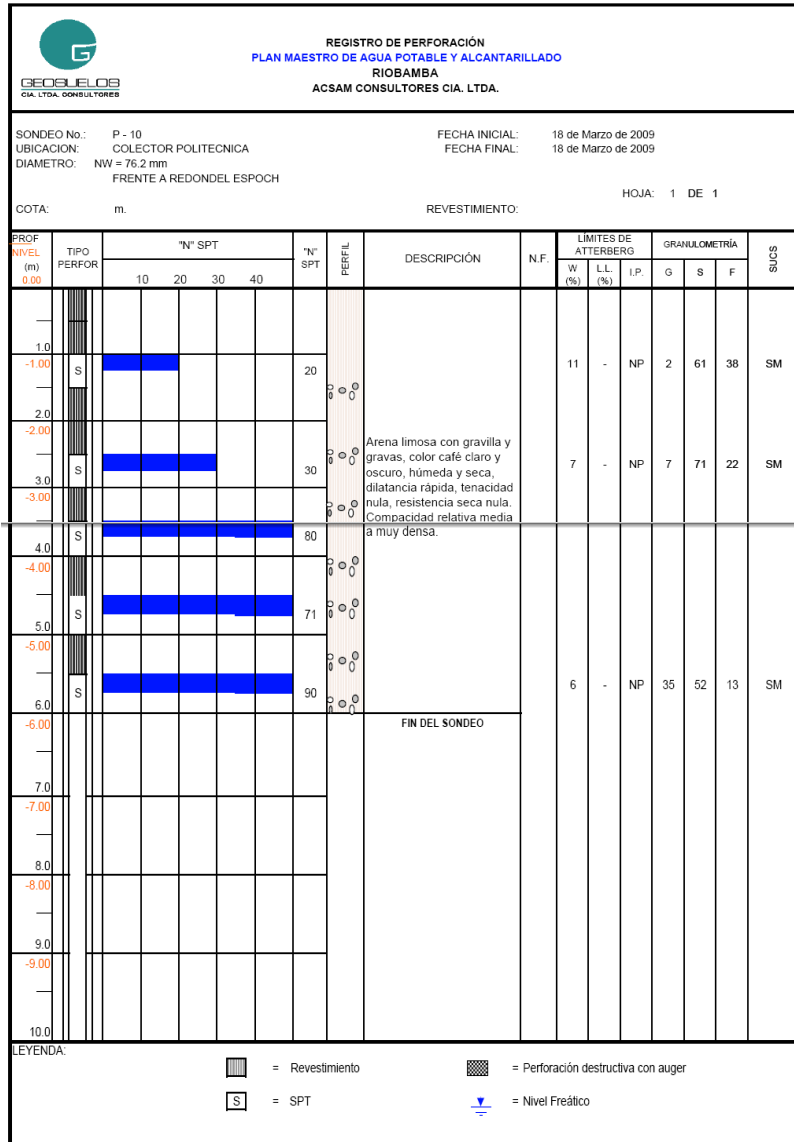 GEOSUELOS
CIA. LTDA. CONSULTORES
REGISTRO DE PERFORACIÓN
PLAN MAESTRO DE AGUA POTABLE Y ALCANTARILLADO
RIOBAMBA
ACSAM CONSULTORES CIA. LTDA.
SONDEO No.: P - 10 FECHA INICIAL: 18 de Marzo de 2009
UBICACION: COLECTOR POLITECNICA FECHA FINAL: 18 de Marzo de 2009
DIAMETRO: NW = 76.2 mm
FRENTE A REDONDEL ESPOCH
HOJA: 1 DE 1
COTA: m. REVESTIMIENTO:
PROF
NIVEL
(m)
0.00
TIPO
PERFOR
"N" SPT
10 20 30 40
"N"
SPT
PERFIL
DESCRIPCIÓN
N.F.
LÍMITES DE
ATTERBERG
W
(%)
L.L.
(%)
I.P.
GRANULOMETRÍA
G S F
SUCS
1.0
-1.00
S 20 11 - NP 2 61 38 SM
2.0
-2.00
Arena limosa con gravilla y
gravas, color café claro y
oscuro, húmeda y seca,
dilatancia rápida, tenacidad
nula, resistencia seca nula.
Compacidad relativa media
a muy densa.
S 30 7 - NP 7 71 22 SM
3.0
-3.00
S 80
4.0
-4.00
S 71
5.0
-5.00
S 90 6 - NP 35 52 13 SM
6.0
-6.00
FIN DEL SONDEO
7.0
-7.00
8.0
-8.00
9.0
-9.00
10.0
LEYENDA:
= Revestimiento = Perforación destructiva con auger
S = SPT = Nivel Freático